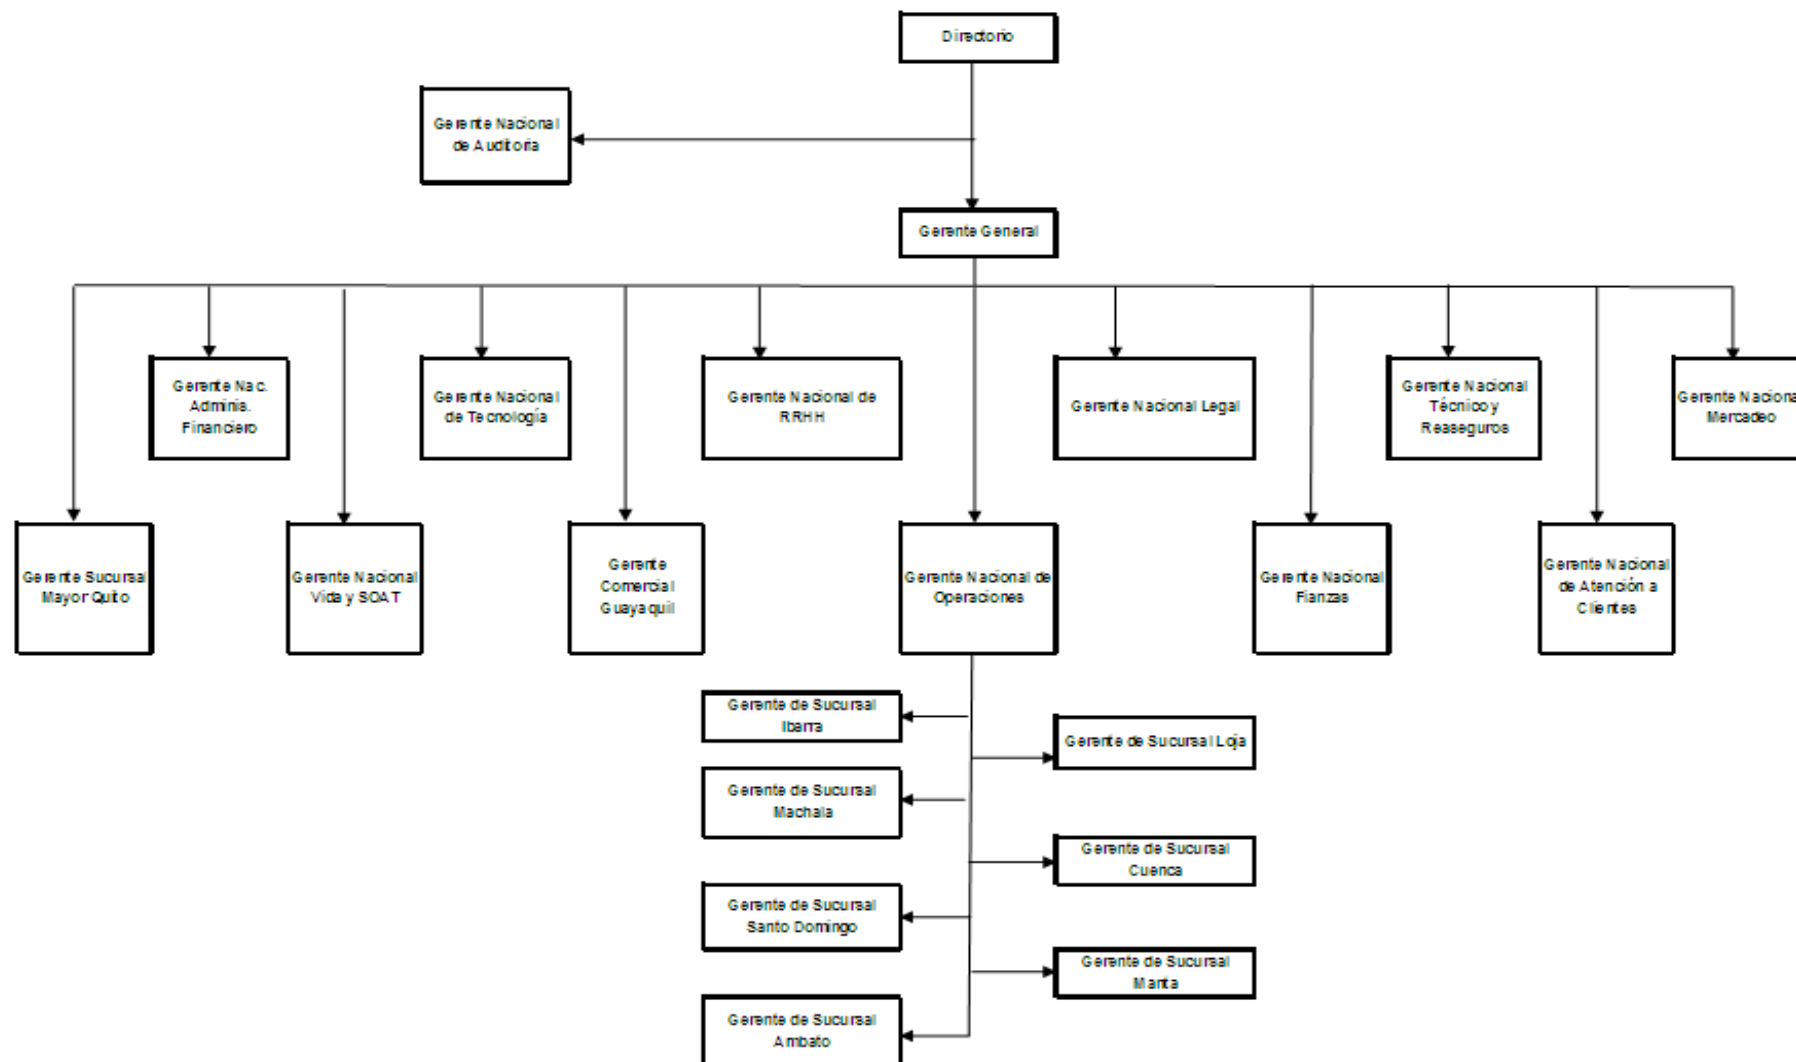 Directorio
Gerente Nacional
de Auditoria
Gerente General
Gerente Nac.
Adminis.
Financiero
Gerente Nacional
de Tecnología
Gerente Nacional de
RRHH
Gerente Nacional Legal
Gerente Nacional
Técnico y
Reaseguros
Gerente Naciona
Mercadeo
Gerente Sucursal
Mayor Quito
Gerente Nacional
Vida y SOAT
Gerente
Comercial
Guayaquil
Gerente Nacional de
Operaciones
Gerente Nacional
Fianzas
Gerente Nacional
de Atención a
Clientes
Gerente de Sucursal
Ibarra
Gerente de Sucursal Loja
Gerente de Sucursal
Machala
Gerente de Sucursal
Cuenca
Gerente de Sucursal
Santo Domingo
Gerente de Sucursal
Manta
Gerente de Sucursal
Ambato